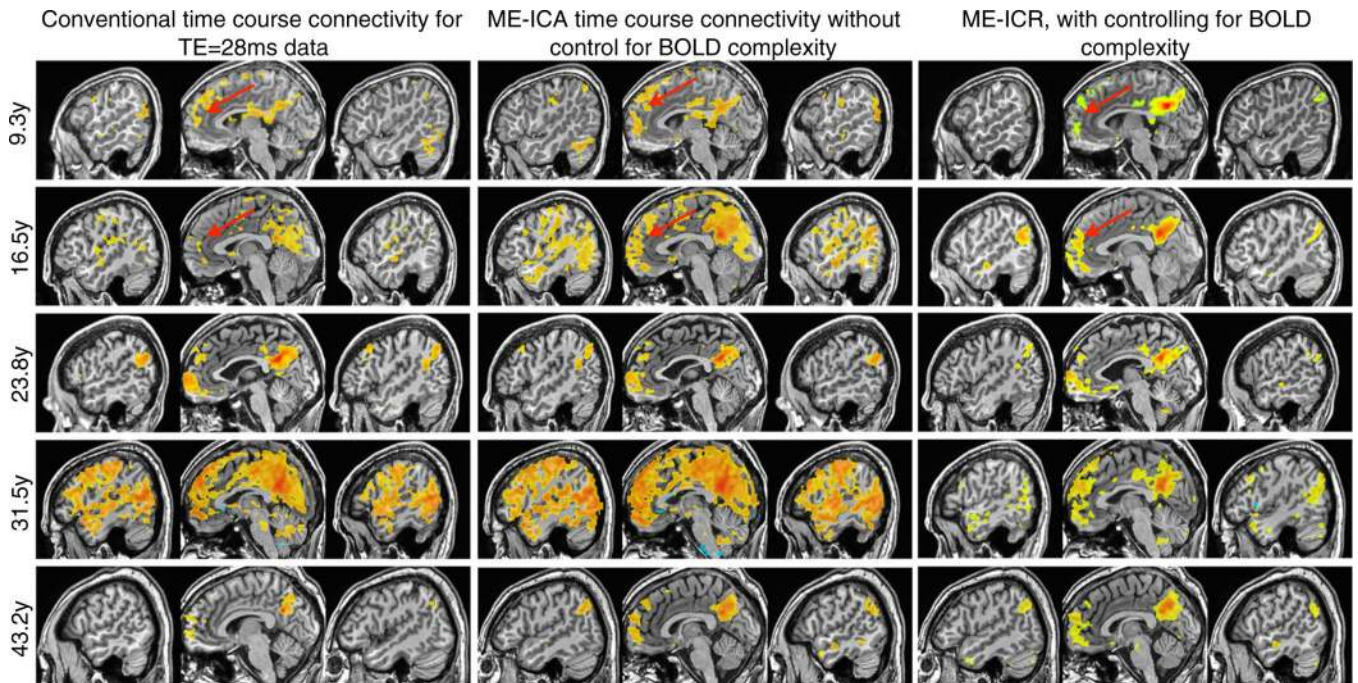 Conventional time course connectivity for
TE=28ms data
ME-ICA time course connectivity without
control for BOLD complexity
ME-ICR, with controlling for BOLD
complexity
9.3y
16.5y
23.8y
31.5y
43.2y